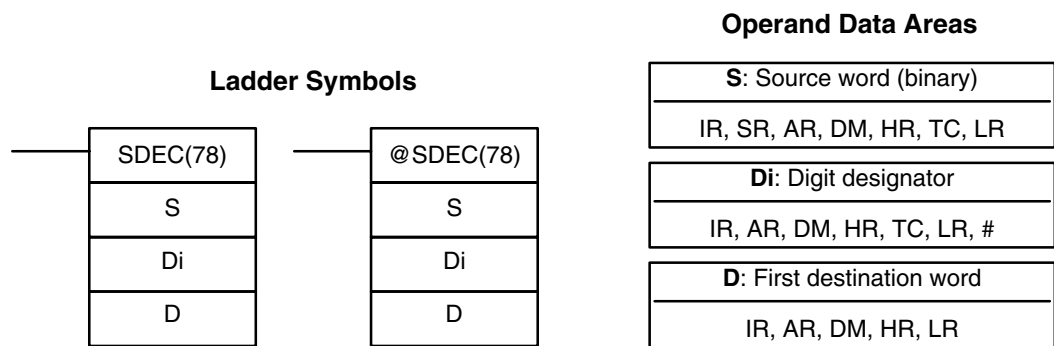 Ladder Symbols
SDEC(78)
S
Di
D
@SDEC(78)
S
Di
D
Operand Data Areas
S: Source word (binary)
IR, SR, AR, DM, HR, TC, LR
Di: Digit designator
IR, AR, DM, HR, TC, LR, #
D: First destination word
IR, AR, DM, HR, LR